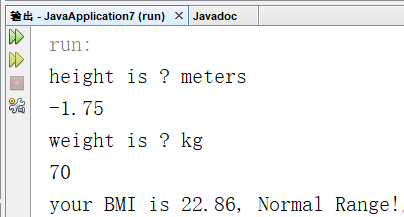 输出 - JavaApplication7 (run) × Javadoc
run:
height is ? meters
-1.75
weight is ? kg
70
your BMI is 22.86, Normal Range!